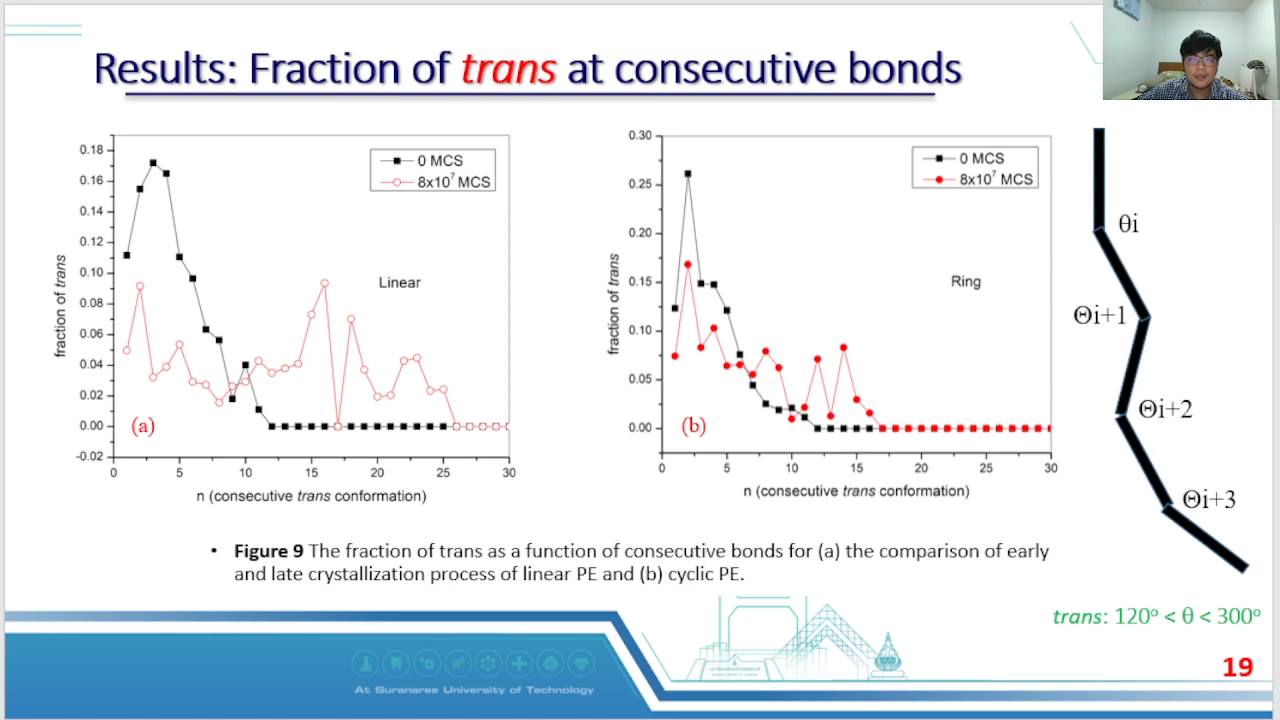 Results: Fraction of trans at consecutive bonds
0.18
0.16
0.14
0.12
0.10
0.08
0.06
0.04
0.02
0.00
-0.02
fraction of trans
0 MCS
8x10⁷ MCS
Linear
(a)
0 5 10 15 20 25 30
n (consecutive trans conformation)
0.30
0.25
0.20
0.15
0.10
0.05
0.00
fraction of trans
0 MCS
8x10⁷ MCS
Ring
(b)
0 5 10 15 20 25 30
n (consecutive trans conformation)
θi
Θi+1
Θi+2
Θi+3
• Figure 9 The fraction of trans as a function of consecutive bonds for (a) the comparison of early
and late crystallization process of linear PE and (b) cyclic PE.
trans: 120° < θ < 300°
At Suranaree University of Technology
19